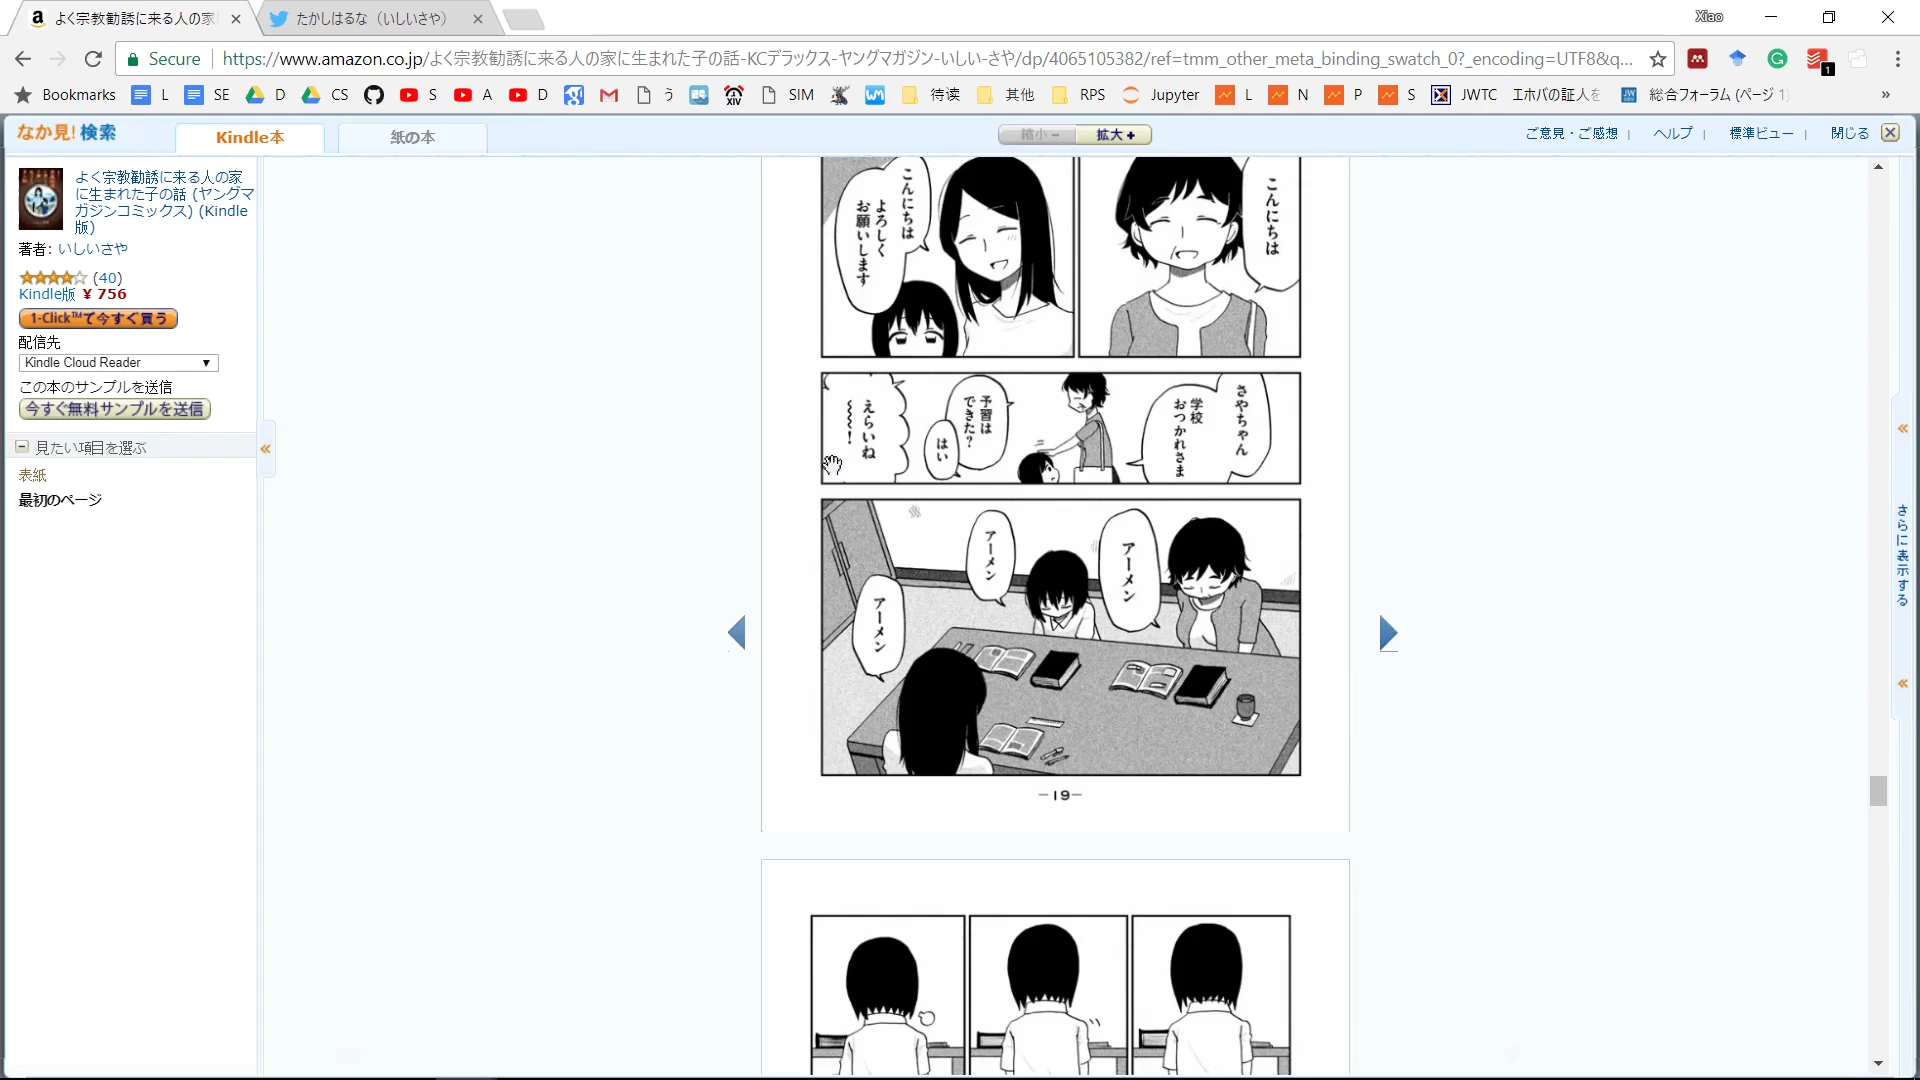 よく宗教勧誘に来る人の家
たかしはるな（いしいさや）
Xiao
Secure
https://www.amazon.co.jp/よく宗教勧誘に来る人の家に生まれた子の話-KCデラックス-ヤングマガジン-いしい-さや/dp/4065105382/ref=tmm_other_meta_binding_swatch_0?_encoding=UTF8&q...
1
Bookmarks L SE D CS S A D う SIM 待读 其他 RPS Jupyter L N P S JWTC エホバの証人を 総合フォーラム (ページ 1) »
なか見!検索
Kindle本
紙の本
縮小 −
拡大 +
ご意見・ご感想 | ヘルプ | 標準ビュー | 閉じる
よく宗教勧誘に来る人の家
に生まれた子の話 (ヤングマ
ガジンコミックス) (Kindle
版)
著者: いしいさや
(40)
Kindle版 ¥ 756
1-Click™で今すぐ買う
配信先
Kindle Cloud Reader
この本のサンプルを送信
今すぐ無料サンプルを送信
見たい項目を選ぶ
表紙
最初のページ
さらに表示する
こんにちは
こんにちは
よろしく
お願いします
さやちゃん
学校
おつかれさま
予習は
できた？
はい
えらいね
〜〜〜！
アーメン
アーメン
アーメン
−19−